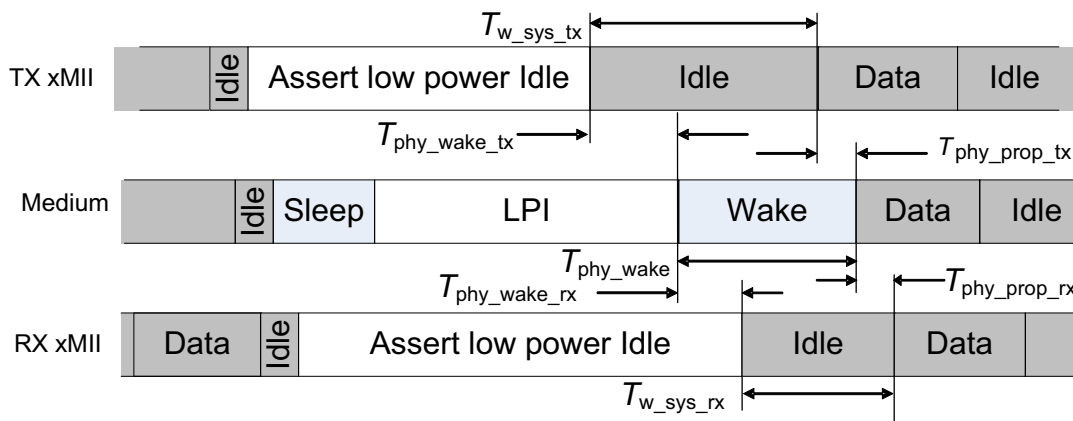 T_w_sys_tx
TX xMII Idle Assert low power Idle Idle Data Idle
T_phy_wake_tx T_phy_prop_tx
Medium Idle Sleep LPI Wake Data Idle
T_phy_wake
T_phy_wake_rx T_phy_prop_rx
RX xMII Data Idle Assert low power Idle Idle Data
T_w_sys_rx